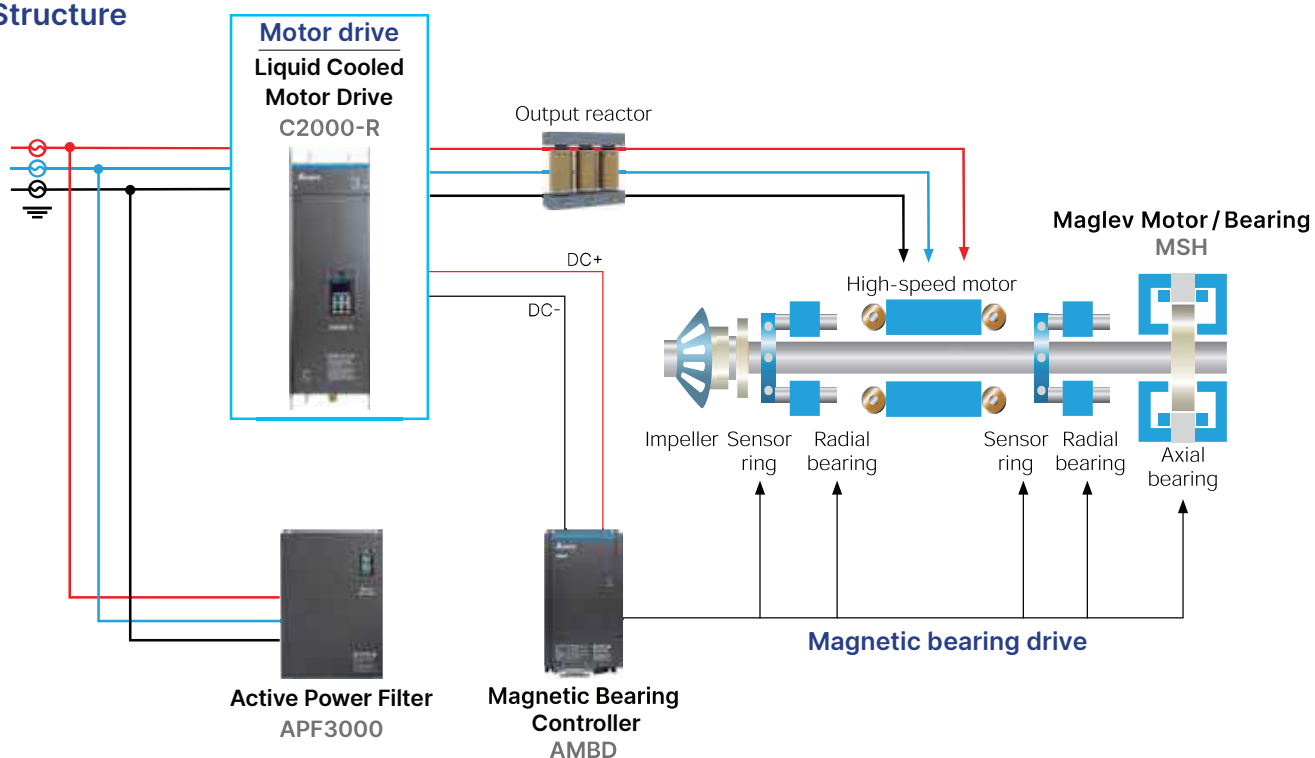 Structure
Motor drive
Liquid Cooled
Motor Drive
C2000-R
Output reactor
DC+
DC-
Maglev Motor / Bearing
MSH
High-speed motor
Impeller
Sensor
ring
Radial
bearing
Sensor
ring
Radial
bearing
Axial
bearing
Magnetic bearing drive
Active Power Filter
APF3000
Magnetic Bearing
Controller
AMBD